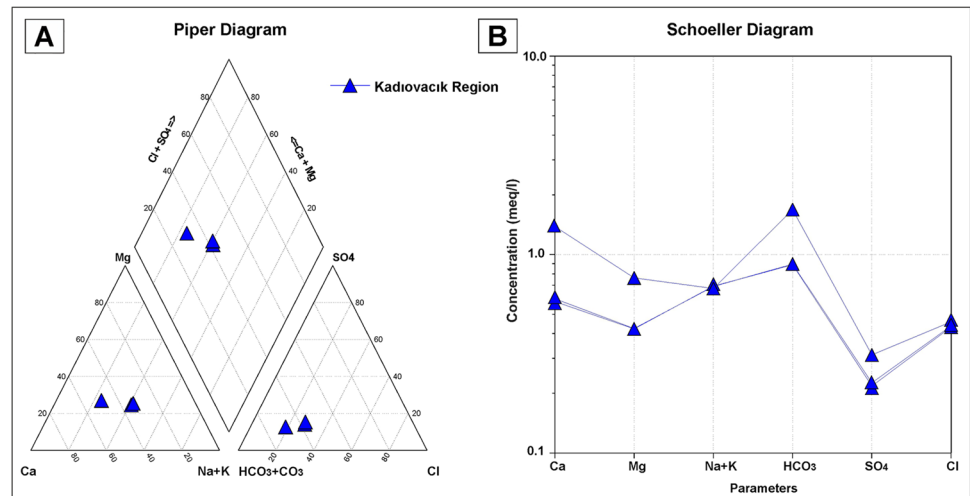 A
Piper Diagram
80
80
Kadıovacık Region
60
60
Cl + SO4 =>
<=Ca + Mg
40
40
20
20
Mg
SO4
80
80
60
60
40
40
20
20
80
60
40
20
20
40
60
80
Ca
Na+K
HCO3+CO3
Cl
B
Schoeller Diagram
10.0
Concentration (meq/l)
1.0
0.1
Ca
Mg
Na+K
HCO3
SO4
Cl
Parameters